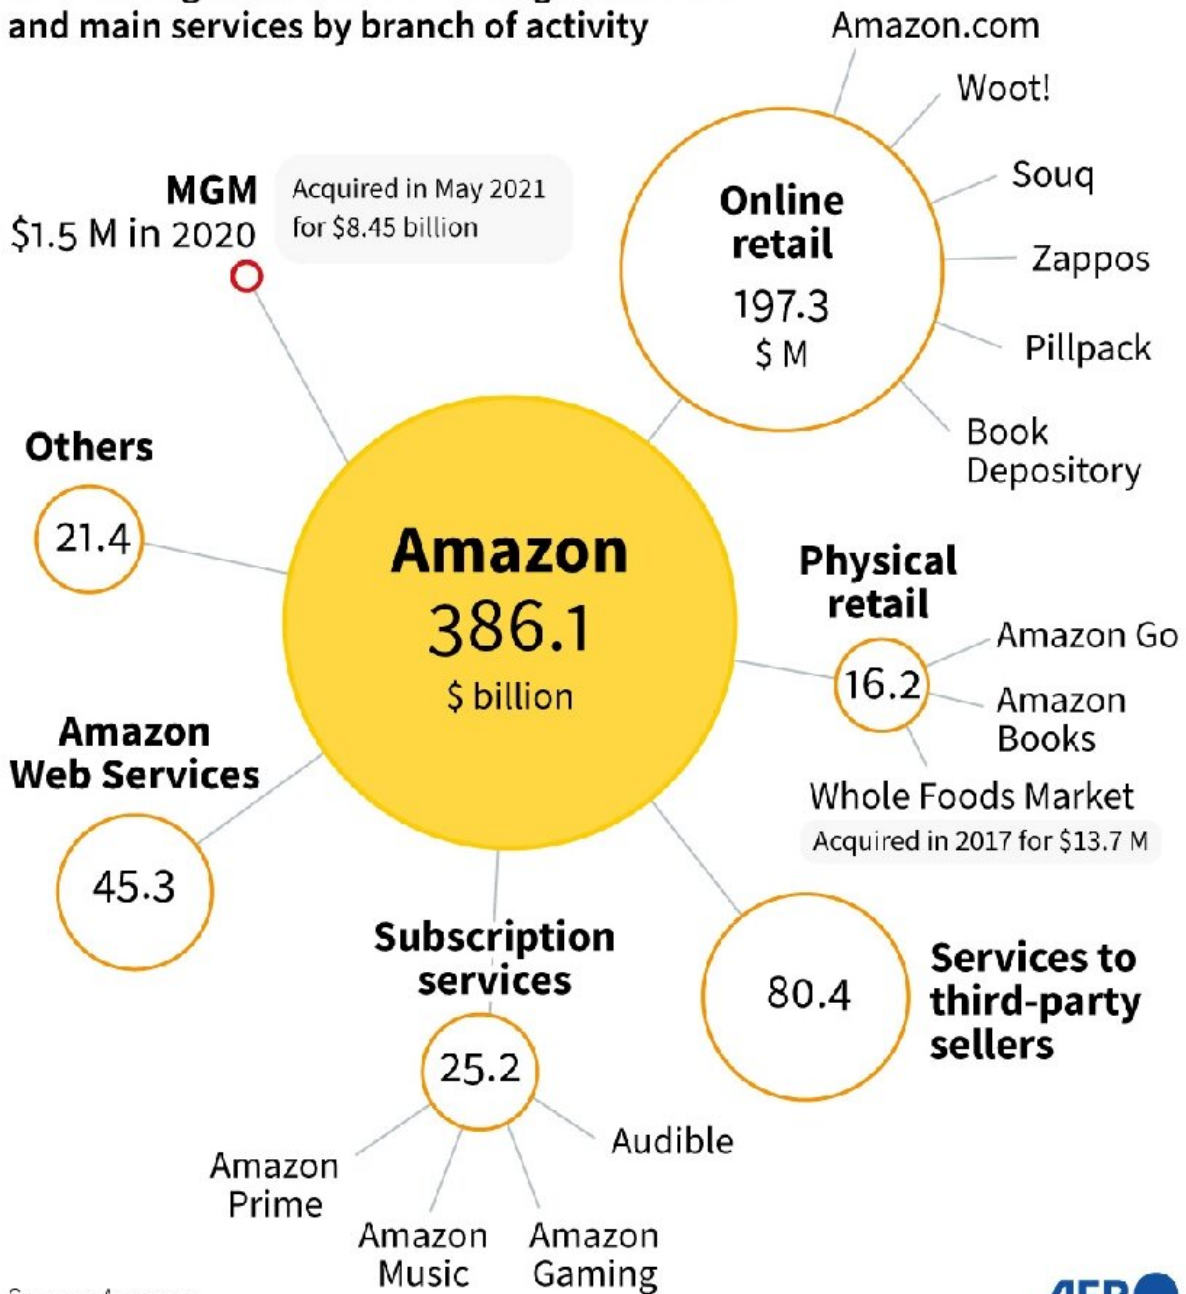 and main services by branch of activity
Amazon.com
Woot!
Souq
Zappos
Pillpack
Book
Depository
Online
retail
197.3
$ M
MGM
$1.5 M in 2020
Acquired in May 2021
for $8.45 billion
Others
21.4
Amazon
386.1
$ billion
Physical
retail
16.2
Amazon Go
Amazon
Books
Whole Foods Market
Acquired in 2017 for $13.7 M
Amazon
Web Services
45.3
Subscription
services
25.2
Amazon
Prime
Amazon
Music
Amazon
Gaming
Audible
80.4
Services to
third-party
sellers
AFP